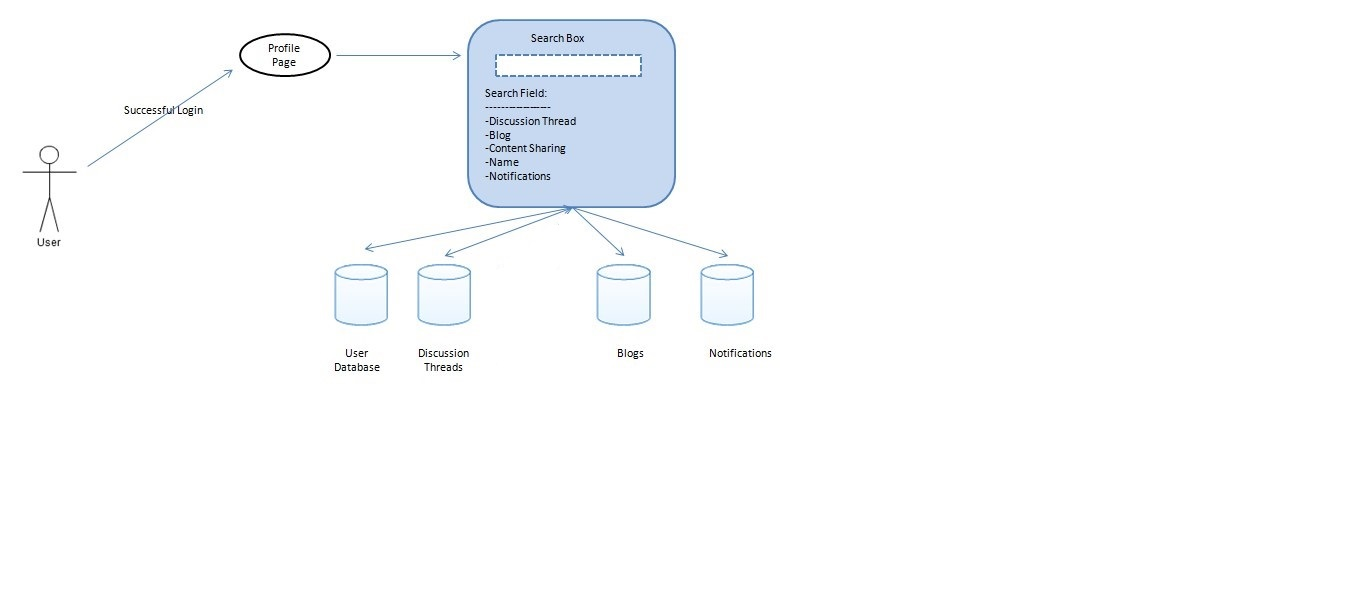 Profile
Page
Successful Login
User
Search Box
Search Field:
-------------------
-Discussion Thread
-Blog
-Content Sharing
-Name
-Notifications
User
Database
Discussion
Threads
Blogs
Notifications